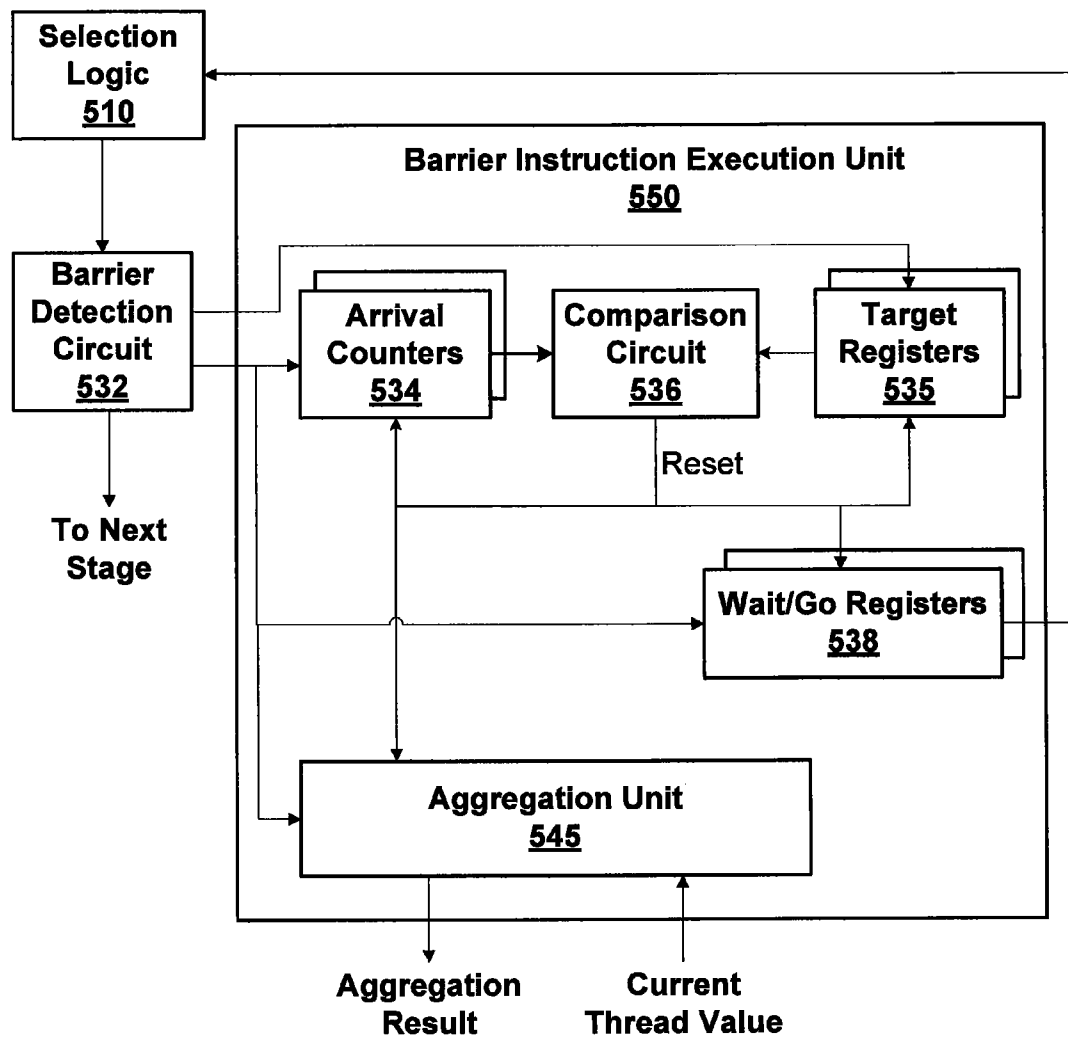 Selection
Logic
510
Barrier Instruction Execution Unit
550
Barrier
Detection
Circuit
532
Arrival
Counters
534
Comparison
Circuit
536
Target
Registers
535
Reset
To Next
Stage
Wait/Go Registers
538
Aggregation Unit
545
Aggregation
Result
Current
Thread Value